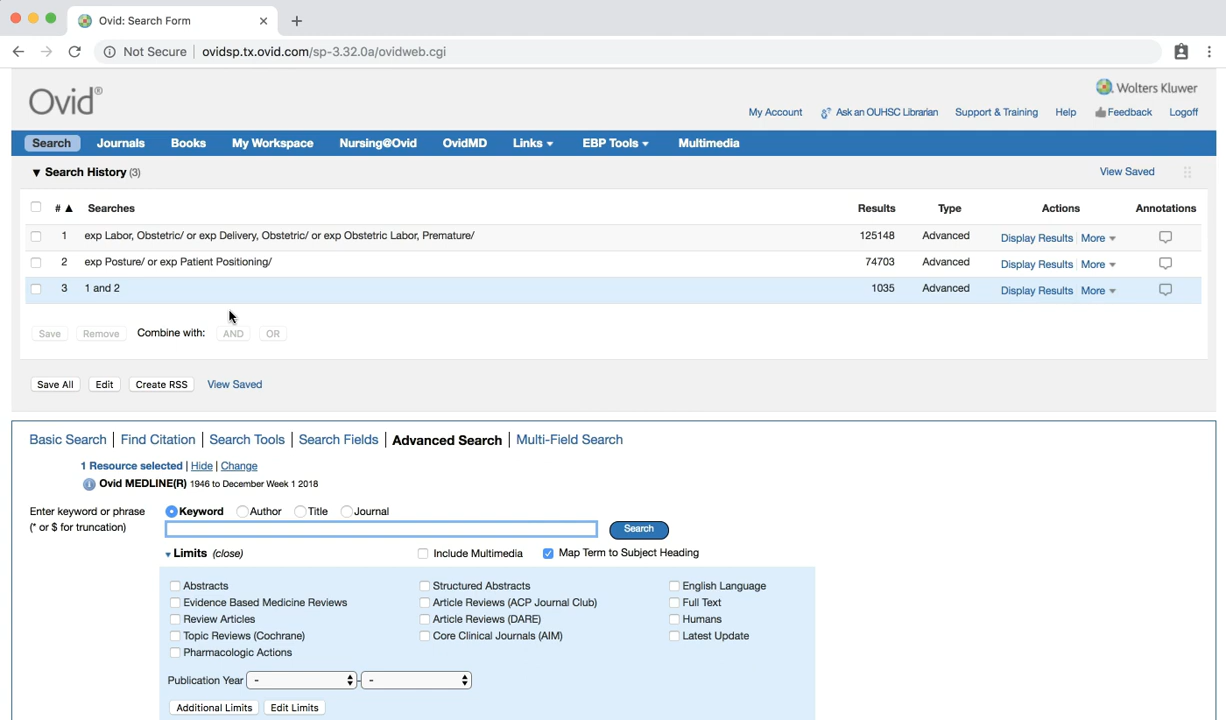 Ovid: Search Form
Not Secure | ovidsp.tx.ovid.com/sp-3.32.0a/ovidweb.cgi
Ovid®
Wolters Kluwer
My Account Ask an OUHSC Librarian Support & Training Help Feedback Logoff
Search Journals Books My Workspace Nursing@Ovid OvidMD Links EBP Tools Multimedia
Search History (3) View Saved
# Searches Results Type Actions Annotations
1 exp Labor, Obstetric/ or exp Delivery, Obstetric/ or exp Obstetric Labor, Premature/ 125148 Advanced Display Results More
2 exp Posture/ or exp Patient Positioning/ 74703 Advanced Display Results More
3 1 and 2 1035 Advanced Display Results More
Save Remove Combine with: AND OR
Save All Edit Create RSS View Saved
Basic Search | Find Citation | Search Tools | Search Fields | Advanced Search | Multi-Field Search
1 Resource selected | Hide | Change
Ovid MEDLINE(R) 1946 to December Week 1 2018
Enter keyword or phrase
(* or $ for truncation)
Keyword Author Title Journal
Search
Limits (close) Include Multimedia Map Term to Subject Heading
Abstracts Structured Abstracts English Language
Evidence Based Medicine Reviews Article Reviews (ACP Journal Club) Full Text
Review Articles Article Reviews (DARE) Humans
Topic Reviews (Cochrane) Core Clinical Journals (AIM) Latest Update
Pharmacologic Actions
Publication Year - - -
Additional Limits Edit Limits